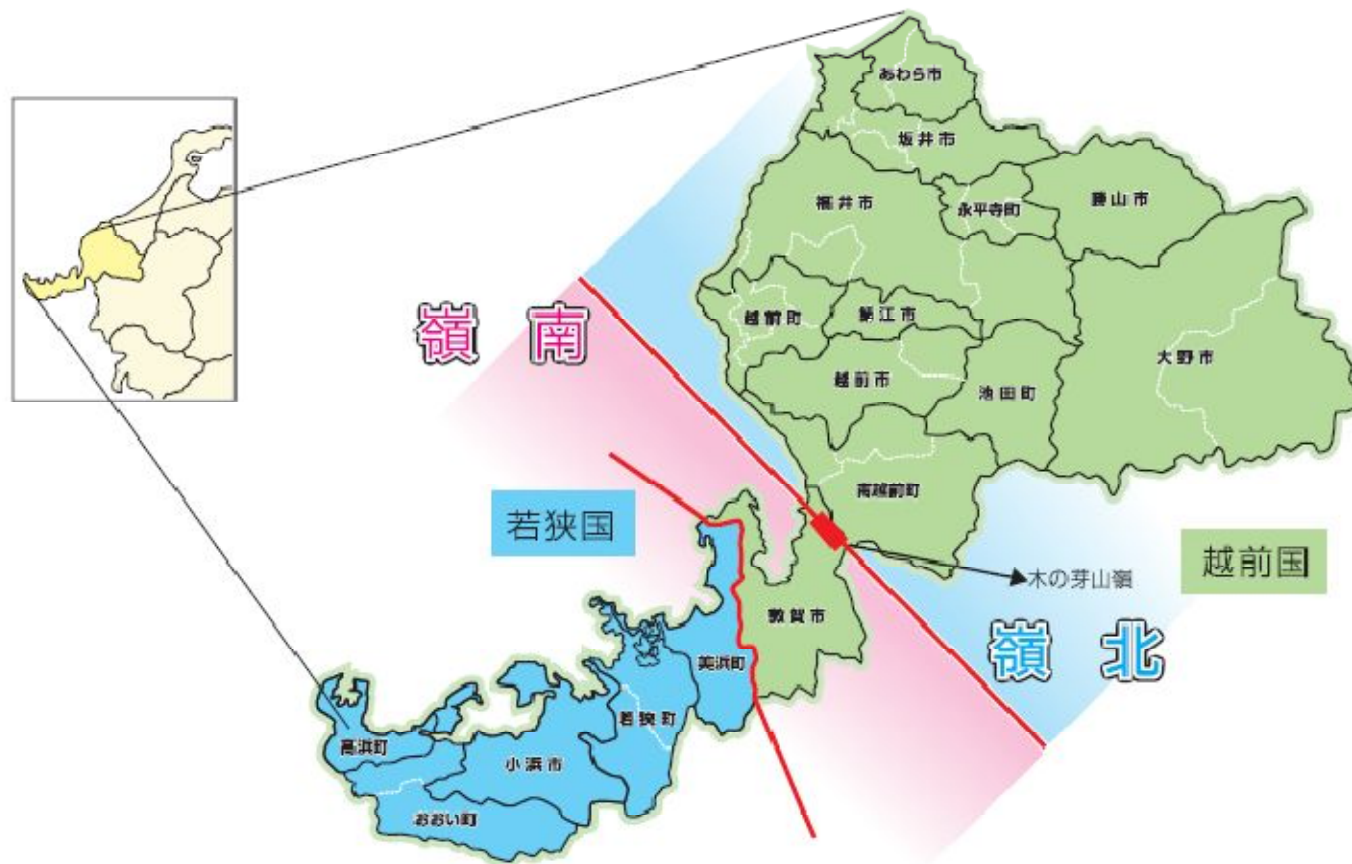 あわら市
坂井市
福井市
永平寺町
勝山市
嶺南
越前町
鯖江市
大野市
越前市
池田町
南越前町
若狭国
越前国
木の芽山嶺
敦賀市
嶺北
美浜町
若狭町
高浜町
小浜市
おおい町